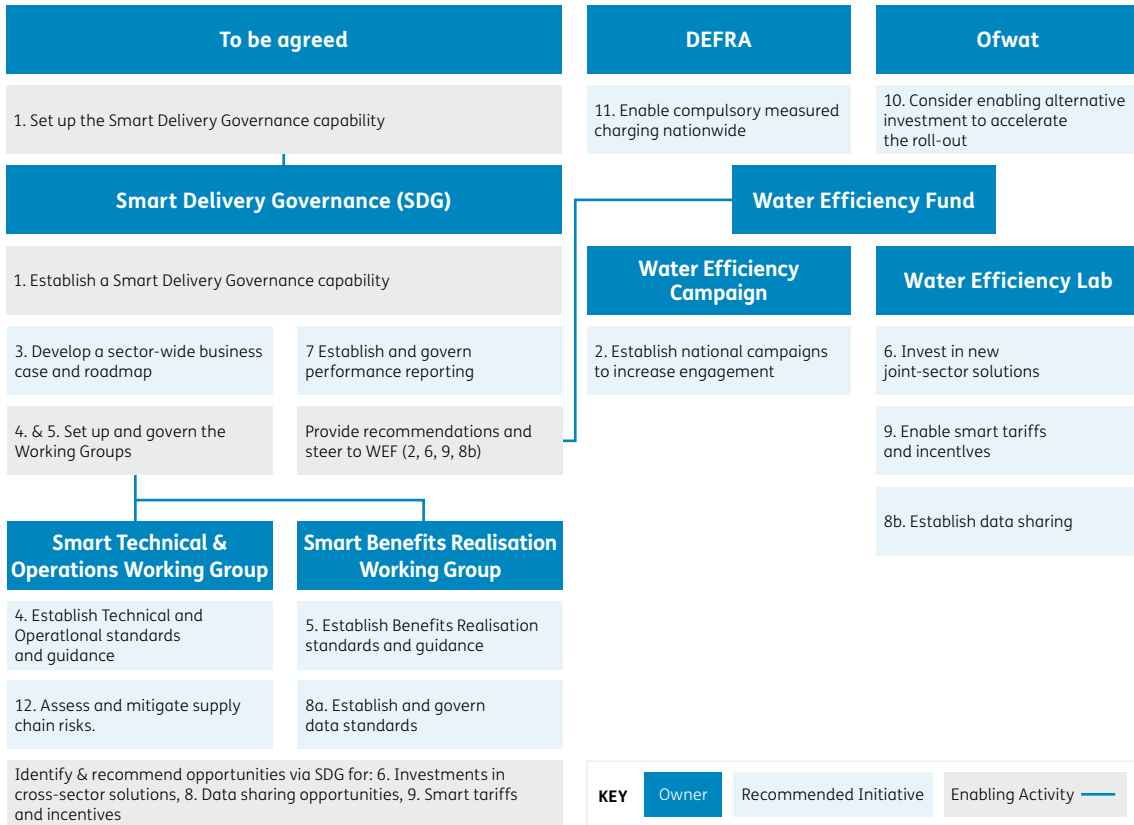 To be agreed
1. Set up the Smart Delivery Governance capability
DEFRA
11. Enable compulsory measured
charging nationwide
Ofwat
10. Consider enabling alternative
investment to accelerate
the roll-out
Smart Delivery Governance (SDG)
1. Establish a Smart Delivery Governance capability
3. Develop a sector-wide business
case and roadmap
7 Establish and govern
performance reporting
4. & 5. Set up and govern the
Working Groups
Provide recommendations and
steer to WEF (2, 6, 9, 8b)
Water Efficiency Fund
Water Efficiency
Campaign
2. Establish national campaigns
to increase engagement
Water Efficiency Lab
6. Invest in new
joint-sector solutions
9. Enable smart tariffs
and incentlves
8b. Establish data sharing
Smart Technical &
Operations Working Group
4. Establish Technical and
Operatlonal standards
and guidance
12. Assess and mitigate supply
chain risks.
Smart Benefits Realisation
Working Group
5. Establish Benefits Realisation
standards and guidance
8a. Establish and govern
data standards
Identify & recommend opportunities via SDG for: 6. Investments in
cross-sector solutions, 8. Data sharing opportunities, 9. Smart tariffs
and incentives
KEY
Owner
Recommended Initiative
Enabling Activity